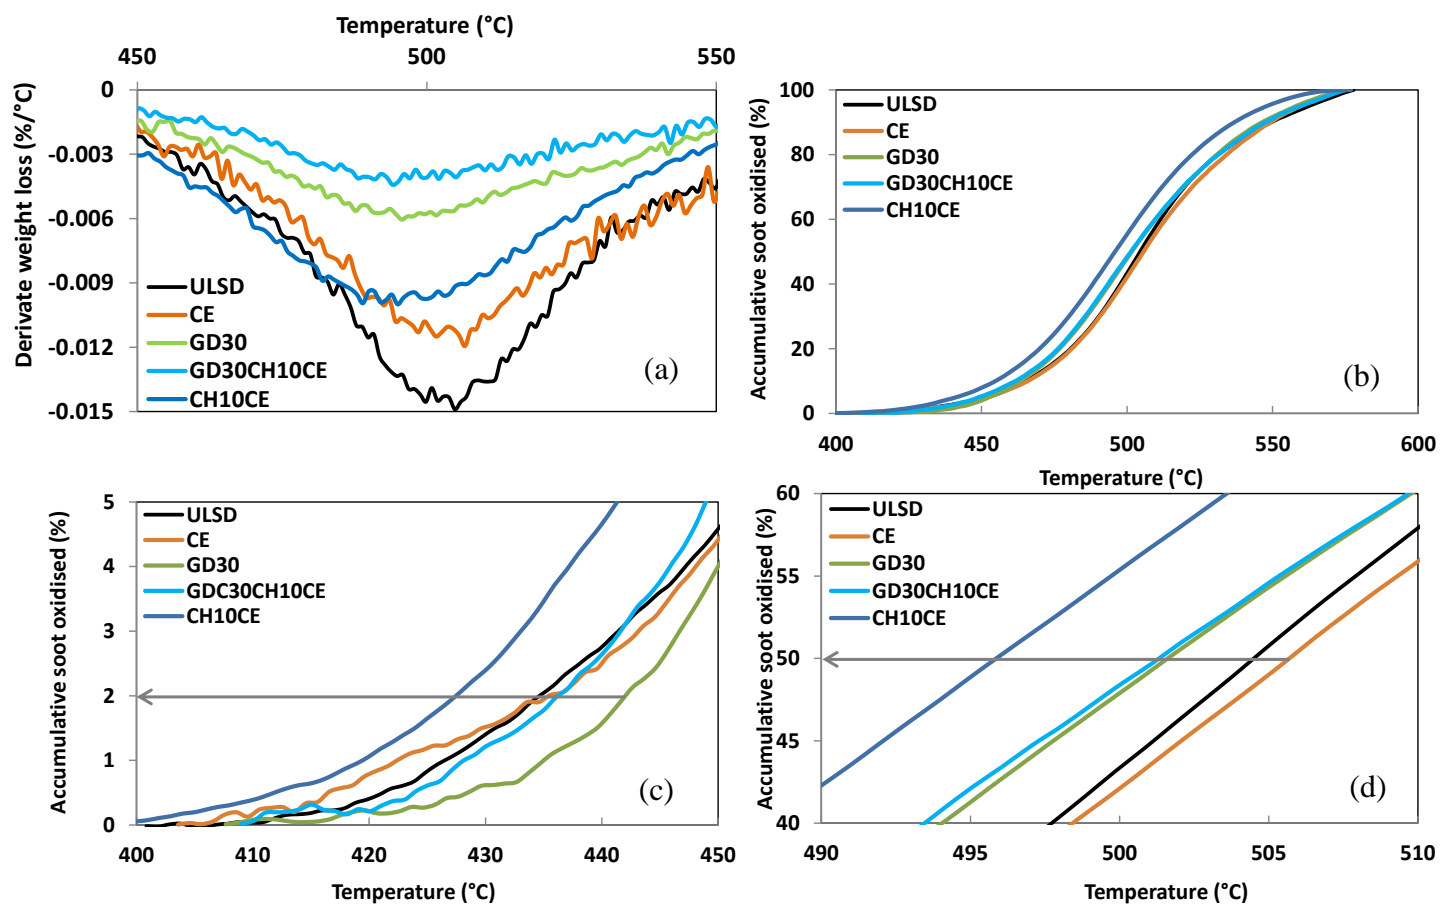 Temperature (°C)
450 500 550
0
-0.003
-0.006
-0.009
-0.012
-0.015
Derivate weight loss (%/°C)
ULSD
CE
GD30
GD30CH10CE
CH10CE
(a)
100
80
60
40
20
0
Accumulative soot oxidised (%)
ULSD
CE
GD30
GD30CH10CE
CH10CE
(b)
400 450 500 550 600
Temperature (°C)
5
4
3
2
1
0
Accumulative soot oxidised (%)
ULSD
CE
GD30
GDC30CH10CE
CH10CE
(c)
400 410 420 430 440 450
Temperature (°C)
60
55
50
45
40
Accumulative soot oxidised (%)
ULSD
CE
GD30
GD30CH10CE
CH10CE
(d)
490 495 500 505 510
Temperature (°C)